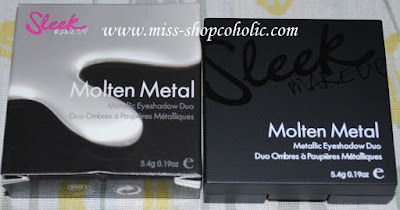 www.miss-shopcoholic.com
Sleek
MAKEUP
Molten Metal
Metallic Eyeshadow Duo
Duo Ombres à Paupières Métalliques
5.4g 0.19oz e
Sleek
MAKEUP
Molten Metal
Metallic Eyeshadow Duo
Duo Ombres à Paupières Métalliques
5.4g 0.19oz e